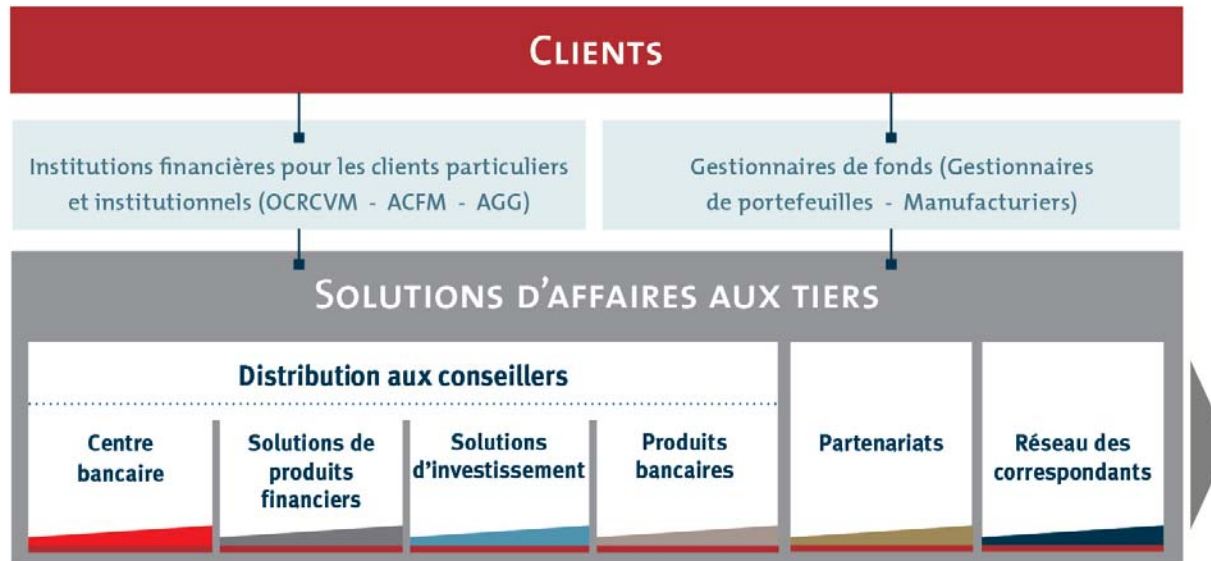 CLIENTS
Institutions financières pour les clients particuliers
et institutionnels (OCRCVM - ACFM - AGG)
Gestionnaires de fonds (Gestionnaires
de portefeuilles - Manufacturiers)
SOLUTIONS D'AFFAIRES AUX TIERS
Distribution aux conseillers
Centre
bancaire
Solutions de
produits
financiers
Solutions
d'investissement
Produits
bancaires
Partenariats
Réseau des
correspondants